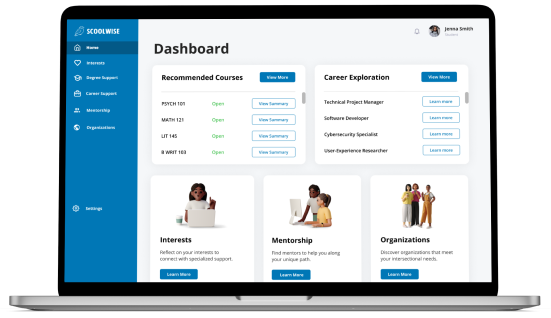 SCOOLWISE
Home
Interests
Degree Support
Career Support
Mentorship
Organizations
Settings
Jenna Smith
Dashboard
Recommended Courses
View More
PSYCH 101 Open View Summary
MATH 121 Open View Summary
LIT 145 Open View Summary
B WRIT 103 Open View Summary
Career Exploration
View More
Technical Project Manager Learn more
Software Developer Learn more
Cybersecurity Specialist Learn more
User-Experience Researcher Learn more
Interests
Reflect on your interests to
connect with specialized support.
Learn More
Mentorship
Find mentors to help you along
your unique path.
Learn More
Organizations
Discover organizations that meet
your intersectional needs.
Learn More